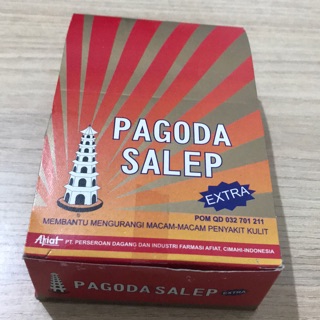 PAGODA
SALEP
EXTRA
POM QD 032 701 211
MEMBANTU MENGURANGI MACAM-MACAM PENYAKIT KULIT
Afiat PT. PERSEROAN DAGANG DAN INDUSTRI FARMASI AFIAT, CIMAHI-INDONESIA
PAGODA SALEP EXTRA